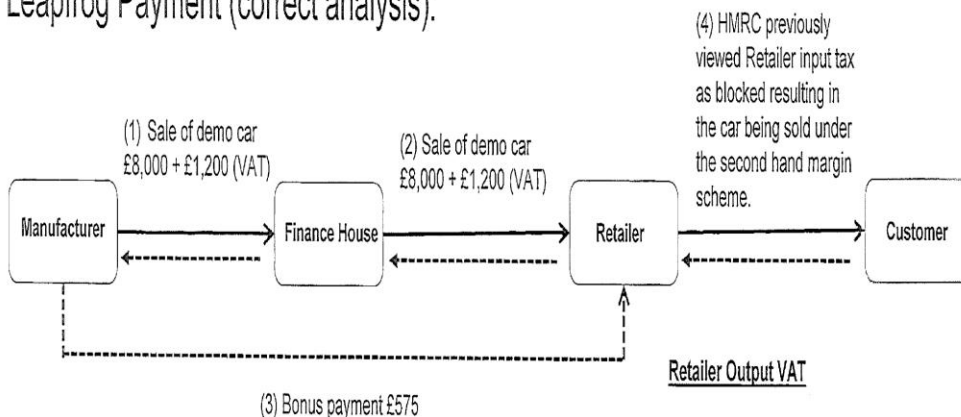 Leapfrog Payment (correct analysis).
(4) HMRC previously
viewed Retailer input tax
as blocked resulting in
the car being sold under
the second hand margin
scheme.
(1) Sale of demo car
£8,000 + £1,200 (VAT)
(2) Sale of demo car
£8,000 + £1,200 (VAT)
Manufacturer
Finance House
Retailer
Customer
Retailer Output VAT
(3) Bonus payment £575